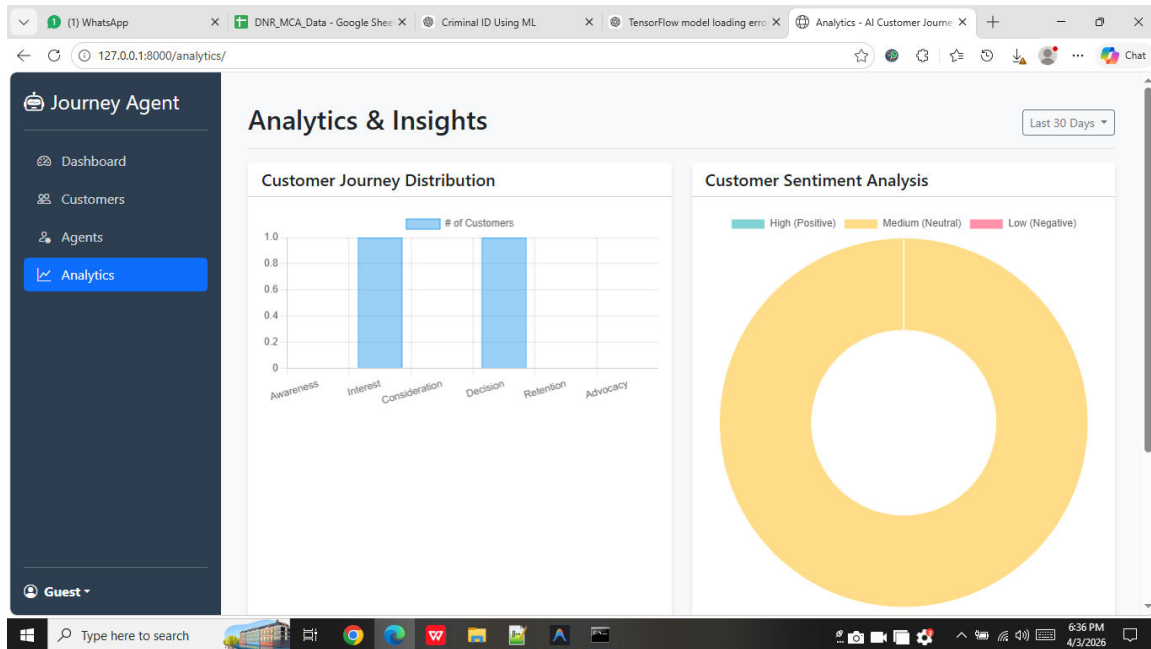 (1) WhatsApp
DNR_MCA_Data - Google Shee
Criminal ID Using ML
TensorFlow model loading erro
Analytics - AI Customer Journe
127.0.0.1:8000/analytics/
Chat
Journey Agent
Dashboard
Customers
Agents
Analytics
Guest
Analytics & Insights
Last 30 Days
Customer Journey Distribution
# of Customers
1.0
0.8
0.6
0.4
0.2
0
Awareness
Interest
Consideration
Decision
Retention
Advocacy
Customer Sentiment Analysis
High (Positive) Medium (Neutral) Low (Negative)
Type here to search
6:36 PM
4/3/2026